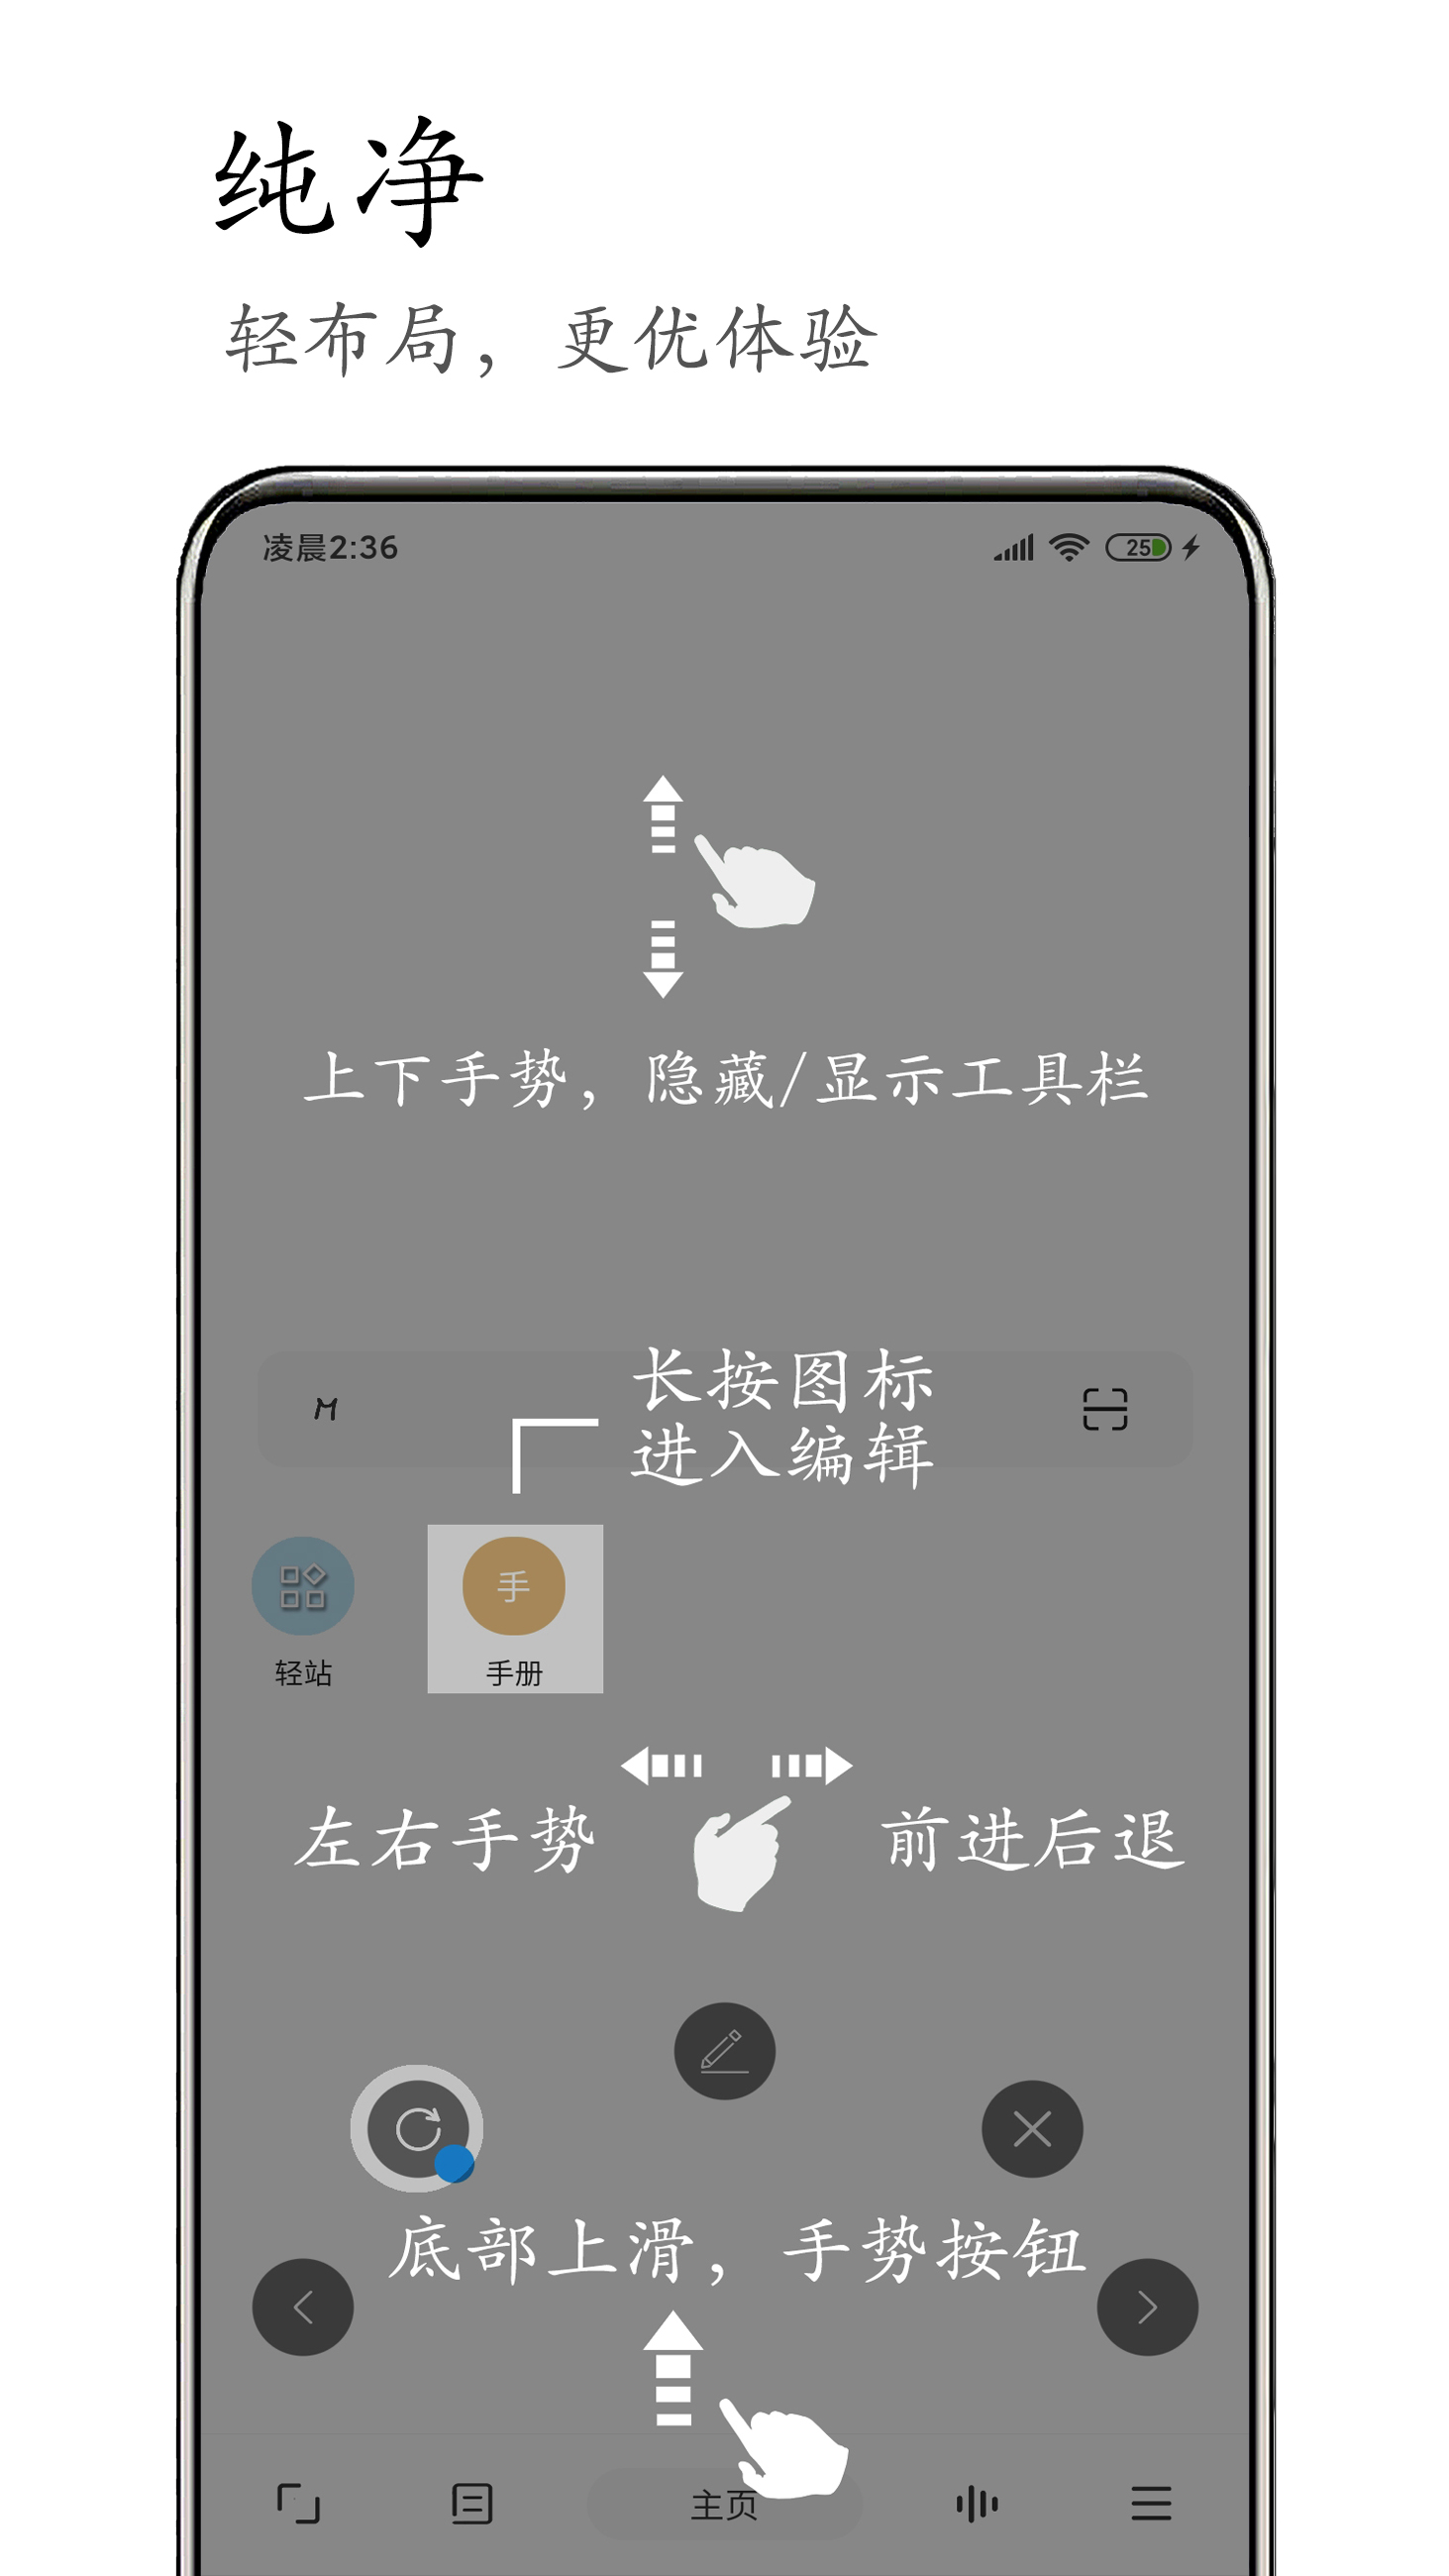 纯净
轻布局，更优体验
凌晨2:36
25
上下手势，隐藏/显示工具栏
长按图标
进入编辑
M
手
轻站
手册
左右手势
前进后退
底部上滑，手势按钮
主页